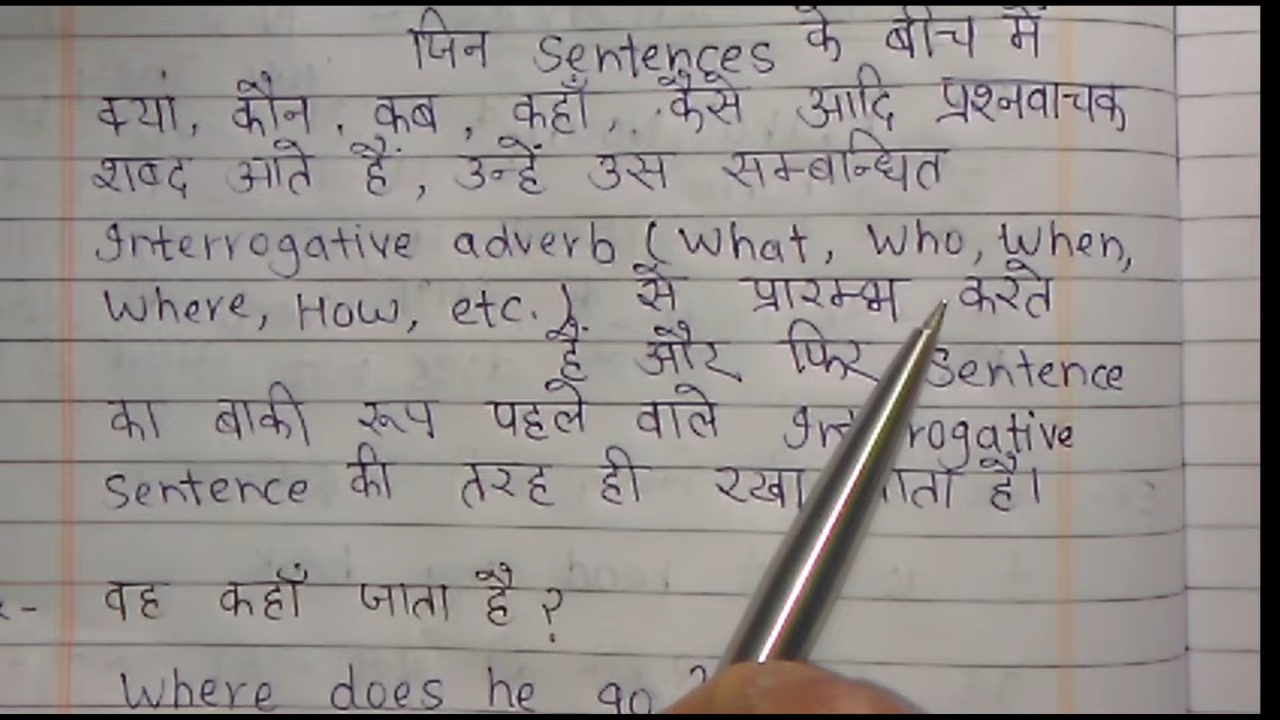 जिन sentences के बीच में
क्या, कौन, कब, कहाँ, कैसे आदि प्रश्नवाचक
शब्द आते हैं, उन्हें उस सम्बन्धित
Interrogative adverb (What, Who, When,
Where, How, etc.) से प्रारम्भ करते
हैं और फिर sentence
का बाकी रूप पहले वाले
sentence की तरह ही रखा है।
वह कहाँ जाता है?
Where does he go?